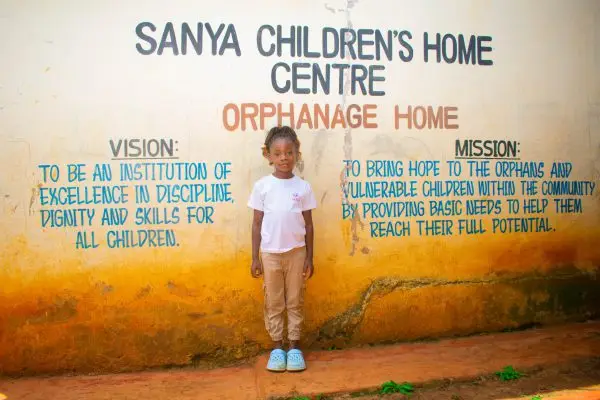 SANYA CHILDREN'S HOME
CENTRE
ORPHANAGE HOME
VISION:
TO BE AN INSTITUTION OF
EXCELLENCE IN DISCIPLINE,
DIGNITY AND SKILLS FOR
ALL CHILDREN.
MISSION:
TO BRING HOPE TO THE ORPHANS AND
VULNERABLE CHILDREN WITHIN THE COMMUNITY
BY PROVIDING BASIC NEEDS TO HELP THEM
REACH THEIR FULL POTENTIAL.